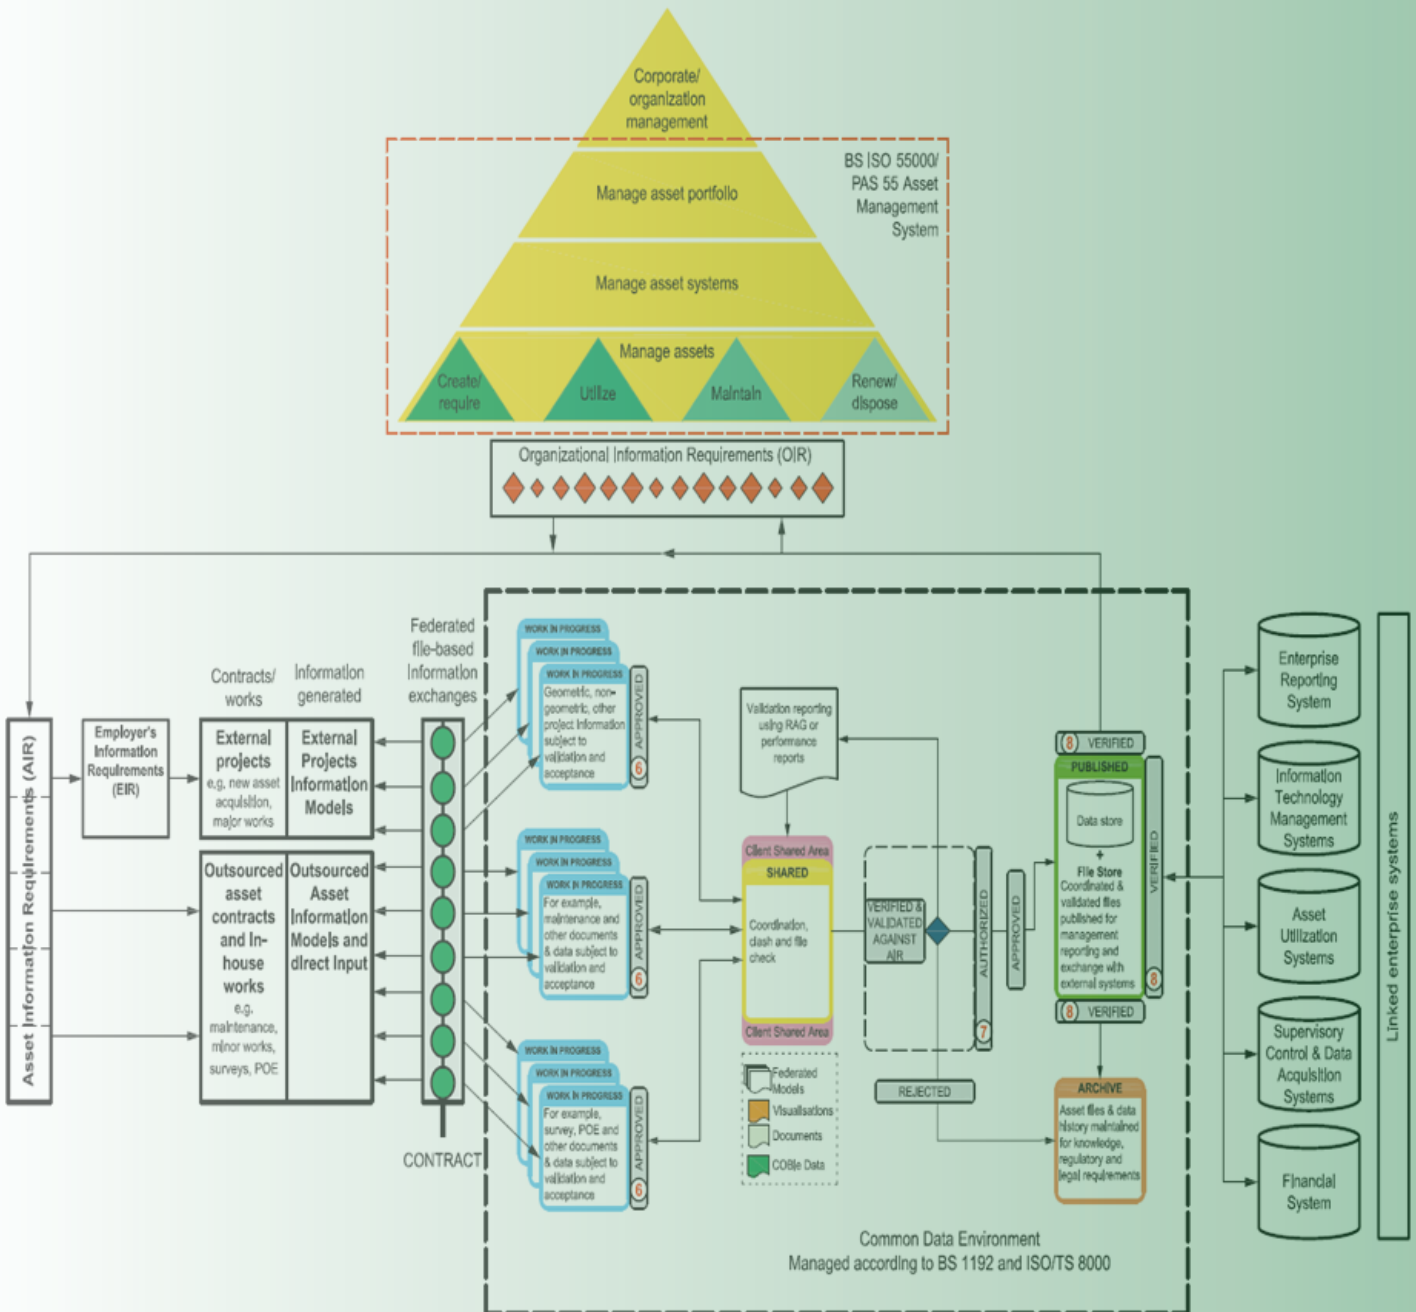 Corporate/
organization
management
BS ISO 55000/
PAS 55 Asset
Management
System
Manage asset portfolio
Manage asset systems
Manage assets
Create/
require
Utilize
Maintain
Renew/
dispose
Organizational Information Requirements (OIR)
Asset Information Requirements (AIR)
Employer's
Information
Requirements
(EIR)
Contracts/
works
Information
generated
Federated
file-based
Information
exchanges
External
projects
e.g, new asset
acquisition,
major works
External
Projects
Information
Models
Outsourced
asset
contracts
and In-
house
works
e.g.
maintenance,
minor works,
surveys, POE
Outsourced
Asset
Information
Models and
direct Input
CONTRACT
WORK IN PROGRESS
WORK IN PROGRESS
WORK IN PROGRESS
Geometric, non-
geometric, other
project information
subject to
validation and
acceptance
APPROVED
6
WORK IN PROGRESS
WORK IN PROGRESS
WORK IN PROGRESS
For example,
maintenance and
other documents
& data subject to
validation and
acceptance
APPROVED
6
WORK IN PROGRESS
WORK IN PROGRESS
WORK IN PROGRESS
For example,
survey, POE and
other documents
& data subject to
validation and
acceptance
APPROVED
6
Validation reporting
using RAG or
performance
reports
Client Shared Area
SHARED
Coordination,
clash and file
check
Client Shared Area
Federated
Models
Visualisations
Documents
COBie Data
VERIFIED &
VALIDATED
AGAINST
AIR
AUTHORIZED
7
APPROVED
REJECTED
8 VERIFIED
PUBLISHED
Data store
+
File Store
Coordinated &
validated files
published for
management
reporting and
exchange with
external systems
VERIFIED
8
8 VERIFIED
ARCHIVE
Asset files & data
history maintained
for knowledge,
regulatory and
legal requirements
Common Data Environment
Managed according to BS 1192 and ISO/TS 8000
Enterprise
Reporting
System
Information
Technology
Management
Systems
Asset
Utilization
Systems
Supervisory
Control & Data
Acquisition
Systems
Financial
System
Linked enterprise systems